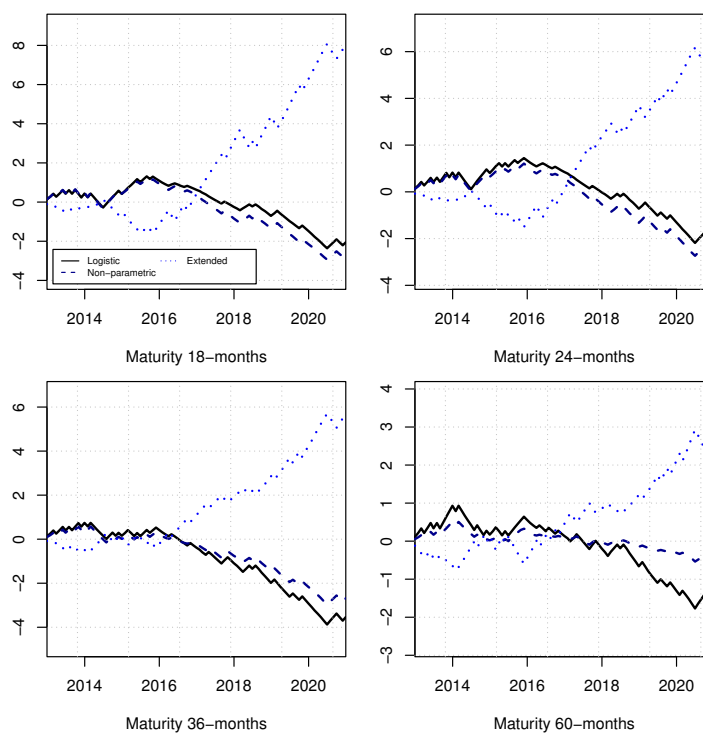 8
6
4
2
0
−2
−4
Logistic
Extended
Non−parametric
2014 2016 2018 2020
Maturity 18−months
6
4
2
0
−2
−4
2014 2016 2018 2020
Maturity 24−months
6
4
2
0
−2
−4
2014 2016 2018 2020
Maturity 36−months
4
3
2
1
0
−1
−2
−3
2014 2016 2018 2020
Maturity 60−months